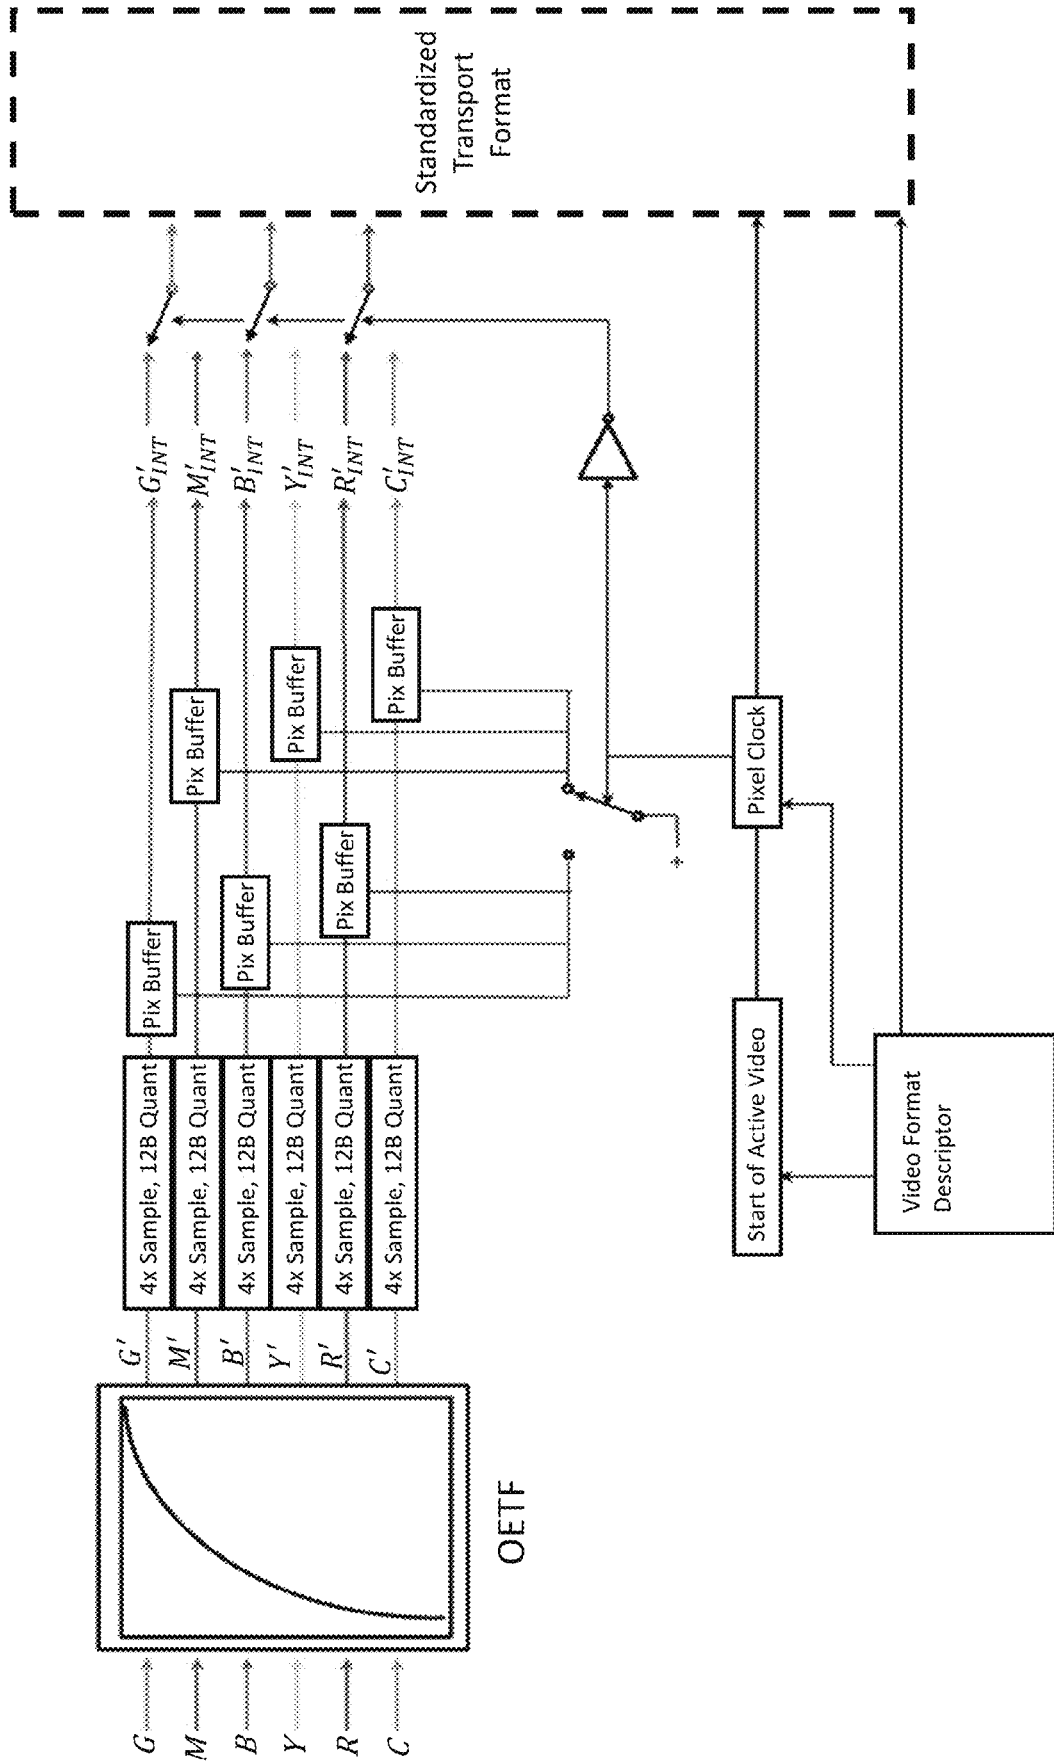 G
M
B
Y
R
C
OETF
G'
M'
B'
Y'
R'
C'
4x Sample, 12B Quant
4x Sample, 12B Quant
4x Sample, 12B Quant
4x Sample, 12B Quant
4x Sample, 12B Quant
4x Sample, 12B Quant
Pix Buffer
Pix Buffer
Pix Buffer
Pix Buffer
Pix Buffer
Pix Buffer
G'INT
M'INT
B'INT
Y'INT
R'INT
C'INT
+
Start of Active Video
Pixel Clock
Video Format
Descriptor
Standardized
Transport
Format